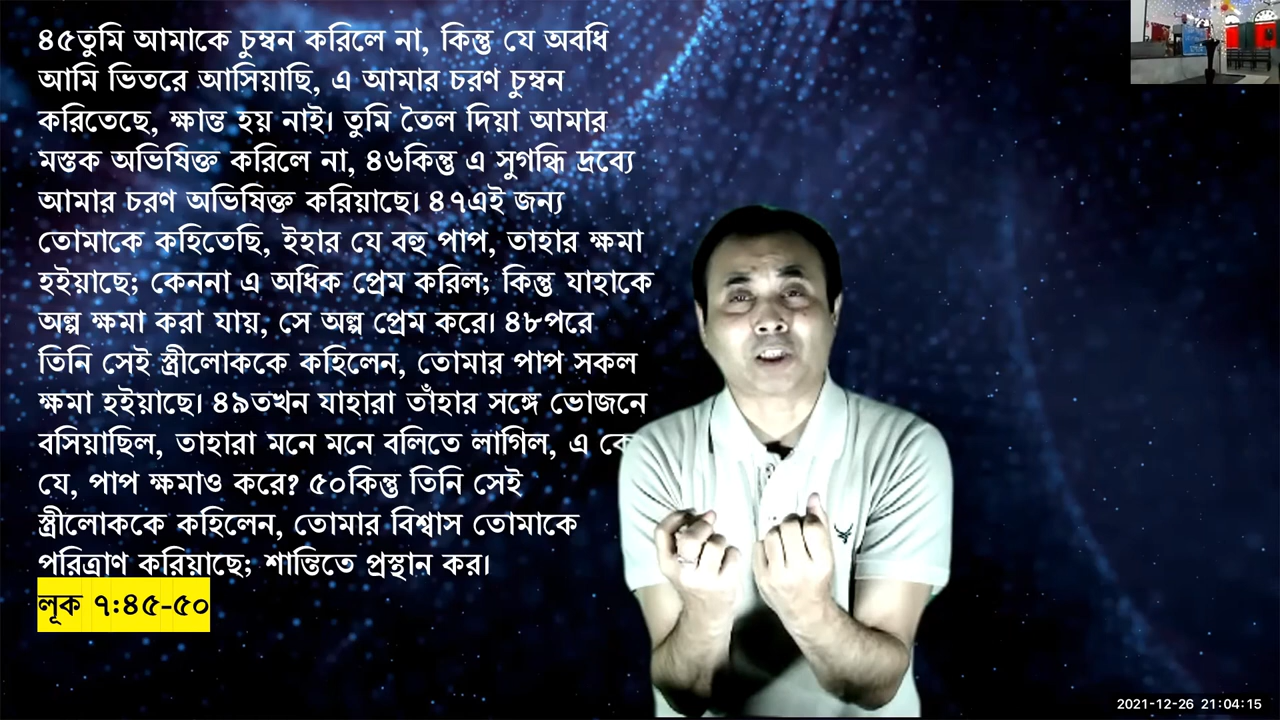 ৪৫তুমি আমাকে চুম্বন করিলে না, কিন্তু যে অবধি
আমি ভিতরে আসিয়াছি, এ আমার চরণ চুম্বন
করিতেছে, ক্ষান্ত হয় নাই। তুমি তৈল দিয়া আমার
মস্তক অভিষিক্ত করিলে না, ৪৬কিন্তু এ সুগন্ধি দ্রব্যে
আমার চরণ অভিষিক্ত করিয়াছে। ৪৭এই জন্য
তোমাকে কহিতেছি, ইহার যে বহু পাপ, তাহার ক্ষমা
হইয়াছে; কেননা এ অধিক প্রেম করিল; কিন্তু যাহাকে
অল্প ক্ষমা করা যায়, সে অল্প প্রেম করে। ৪৮পরে
তিনি সেই স্ত্রীলোককে কহিলেন, তোমার পাপ সকল
ক্ষমা হইয়াছে। ৪৯তখন যাহারা তাঁহার সঙ্গে ভোজনে
বসিয়াছিল, তাহারা মনে মনে বলিতে লাগিল, এ কে
যে, পাপ ক্ষমাও করে? ৫০কিন্তু তিনি সেই
স্ত্রীলোককে কহিলেন, তোমার বিশ্বাস তোমাকে
পরিত্রাণ করিয়াছে; শান্তিতে প্রস্থান কর।
লূক ৭:৪৫-৫০
2021-12-26 21:04:15